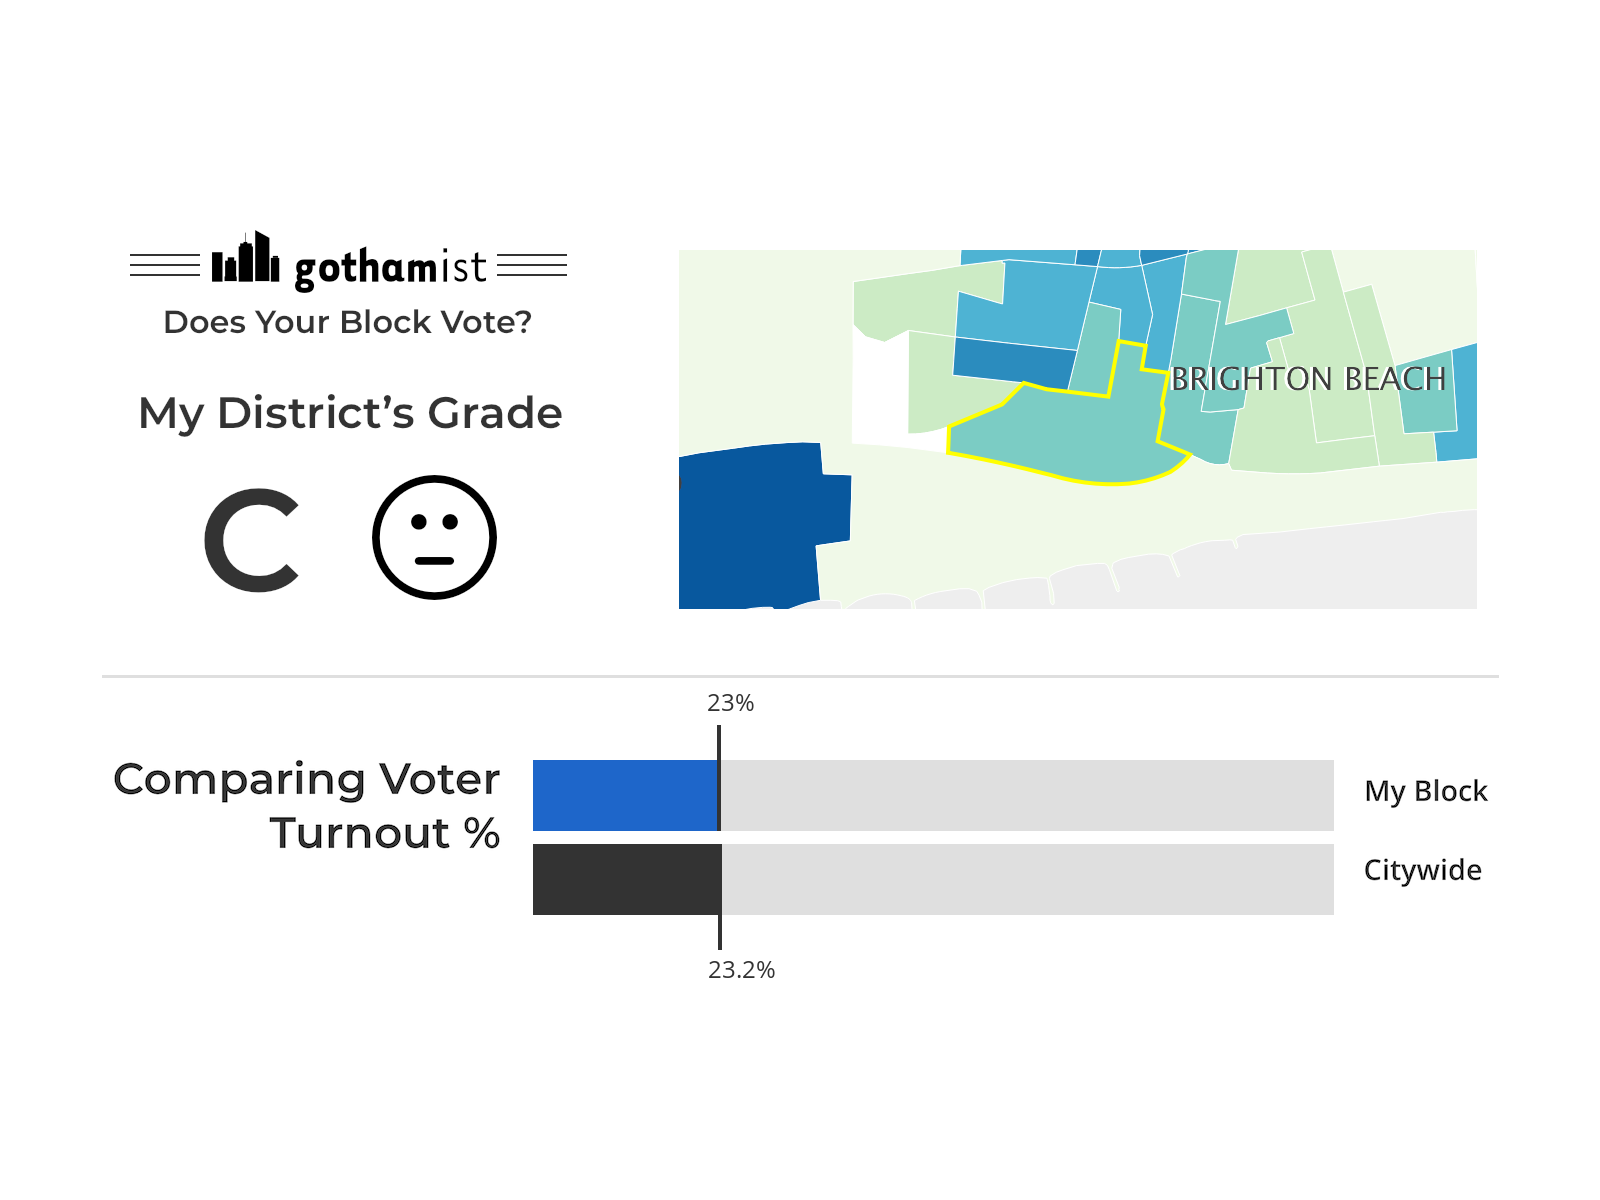 gothamist
Does Your Block Vote?
My District’s Grade
C
BRIGHTON BEACH
23%
Comparing Voter
Turnout %
My Block
Citywide
23.2%